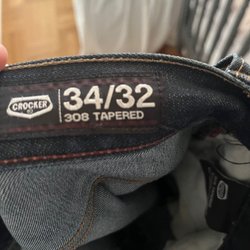 CROCKER
34/32
308 TAPERED